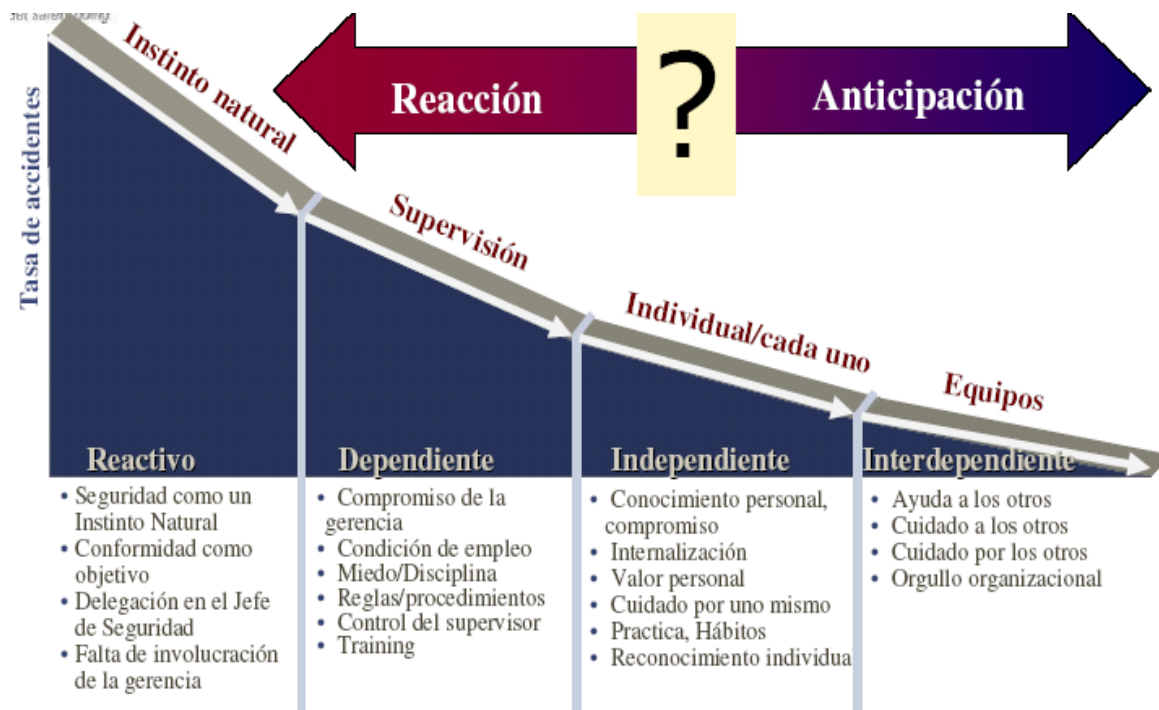 Instinto natural
Reacción
?
Anticipación
Tasa de accidentes
Supervisión
Individual/cada uno
Equipos
Reactivo
• Seguridad como un
Instinto Natural
• Conformidad como
objetivo
• Delegación en el Jefe
de Seguridad
• Falta de involucración
de la gerencia
Dependiente
• Compromiso de la
gerencia
• Condición de empleo
• Miedo/Disciplina
• Reglas/procedimientos
• Control del supervisor
• Training
Independiente
• Conocimiento personal,
compromiso
• Internalización
• Valor personal
• Cuidado por uno mismo
• Practica, Hábitos
• Reconocimiento individua
Interdependiente
• Ayuda a los otros
• Cuidado a los otros
• Cuidado por los otros
• Orgullo organizacional